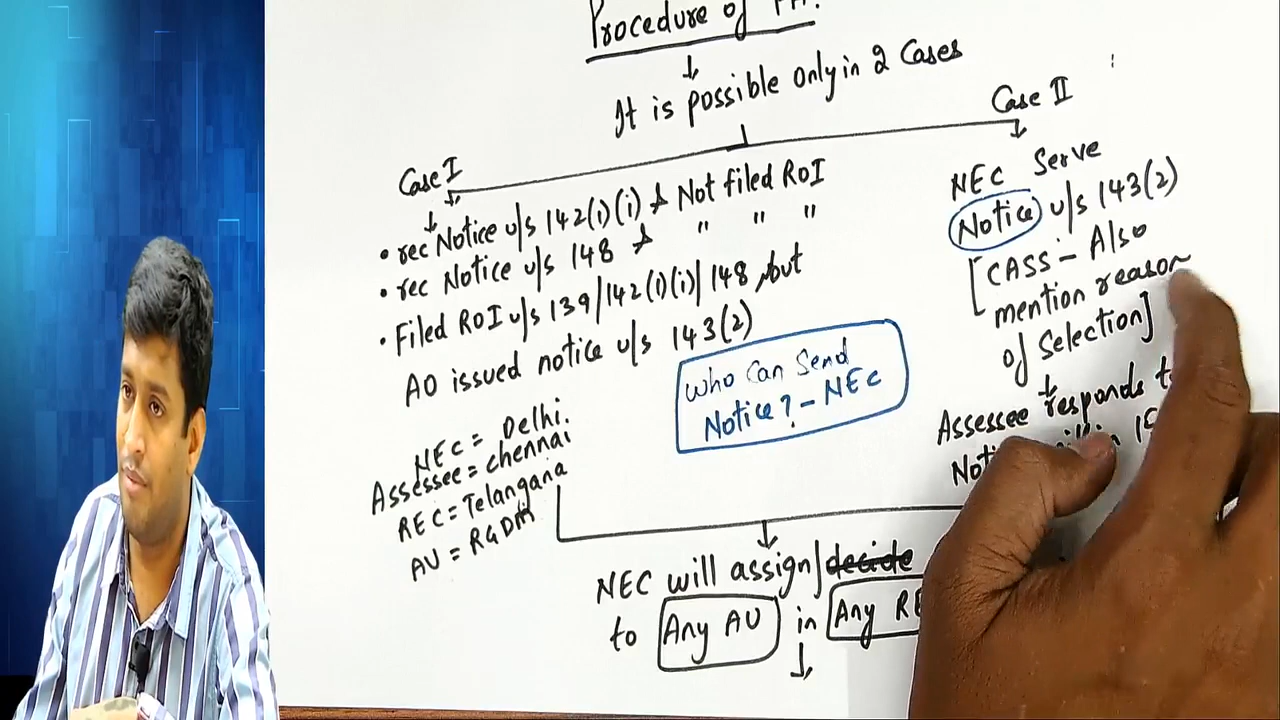 Procedure of
It is possible only in 2 Cases
Case I
• rec Notice u/s 142(1)(i) & Not filed RoI
• rec Notice u/s 148 & " " "
• Filed RoI u/s 139/142(1)(i)/148, but
AO issued notice u/s 143(2)
Case II
NEC Serve
Notice u/s 143(2)
[CASS - Also
mention reason
of Selection]
Assessee responds
Who Can Send
Notice? - NEC
NEC = Delhi.
Assessee = chennai
REC = Telangana
AU = RGDM
NEC will assign/decide
to Any AU in Any